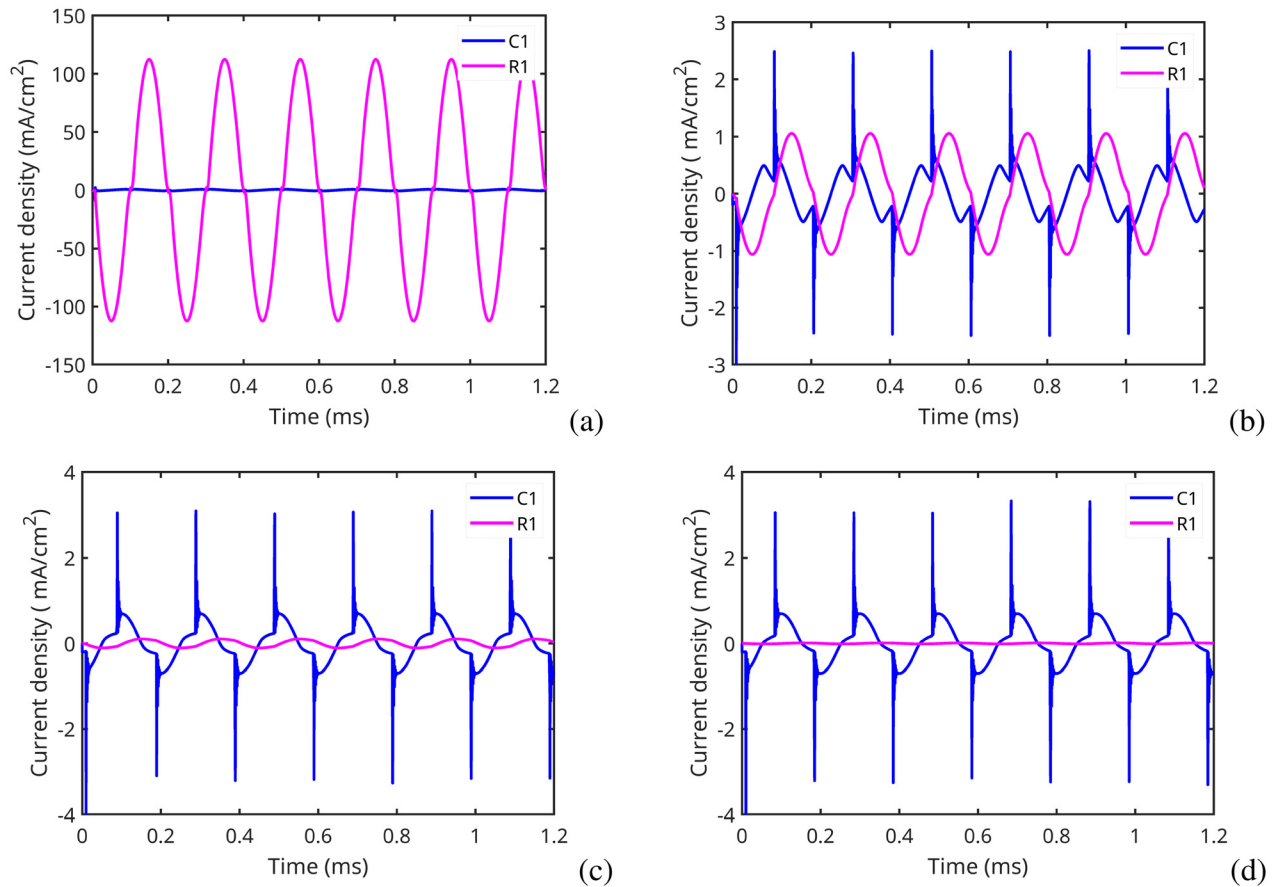 150
100
50
0
-50
-100
-150
Current density (mA/cm²)
C1
R1
0 0.2 0.4 0.6 0.8 1 1.2
Time (ms)
(a)
3
2
1
0
-1
-2
-3
Current density ( mA/cm²)
C1
R1
0 0.2 0.4 0.6 0.8 1 1.2
Time (ms)
(b)
4
2
0
-2
-4
Current density ( mA/cm²)
C1
R1
0 0.2 0.4 0.6 0.8 1 1.2
Time (ms)
(c)
4
2
0
-2
-4
Current density ( mA/cm²)
C1
R1
0 0.2 0.4 0.6 0.8 1 1.2
Time (ms)
(d)